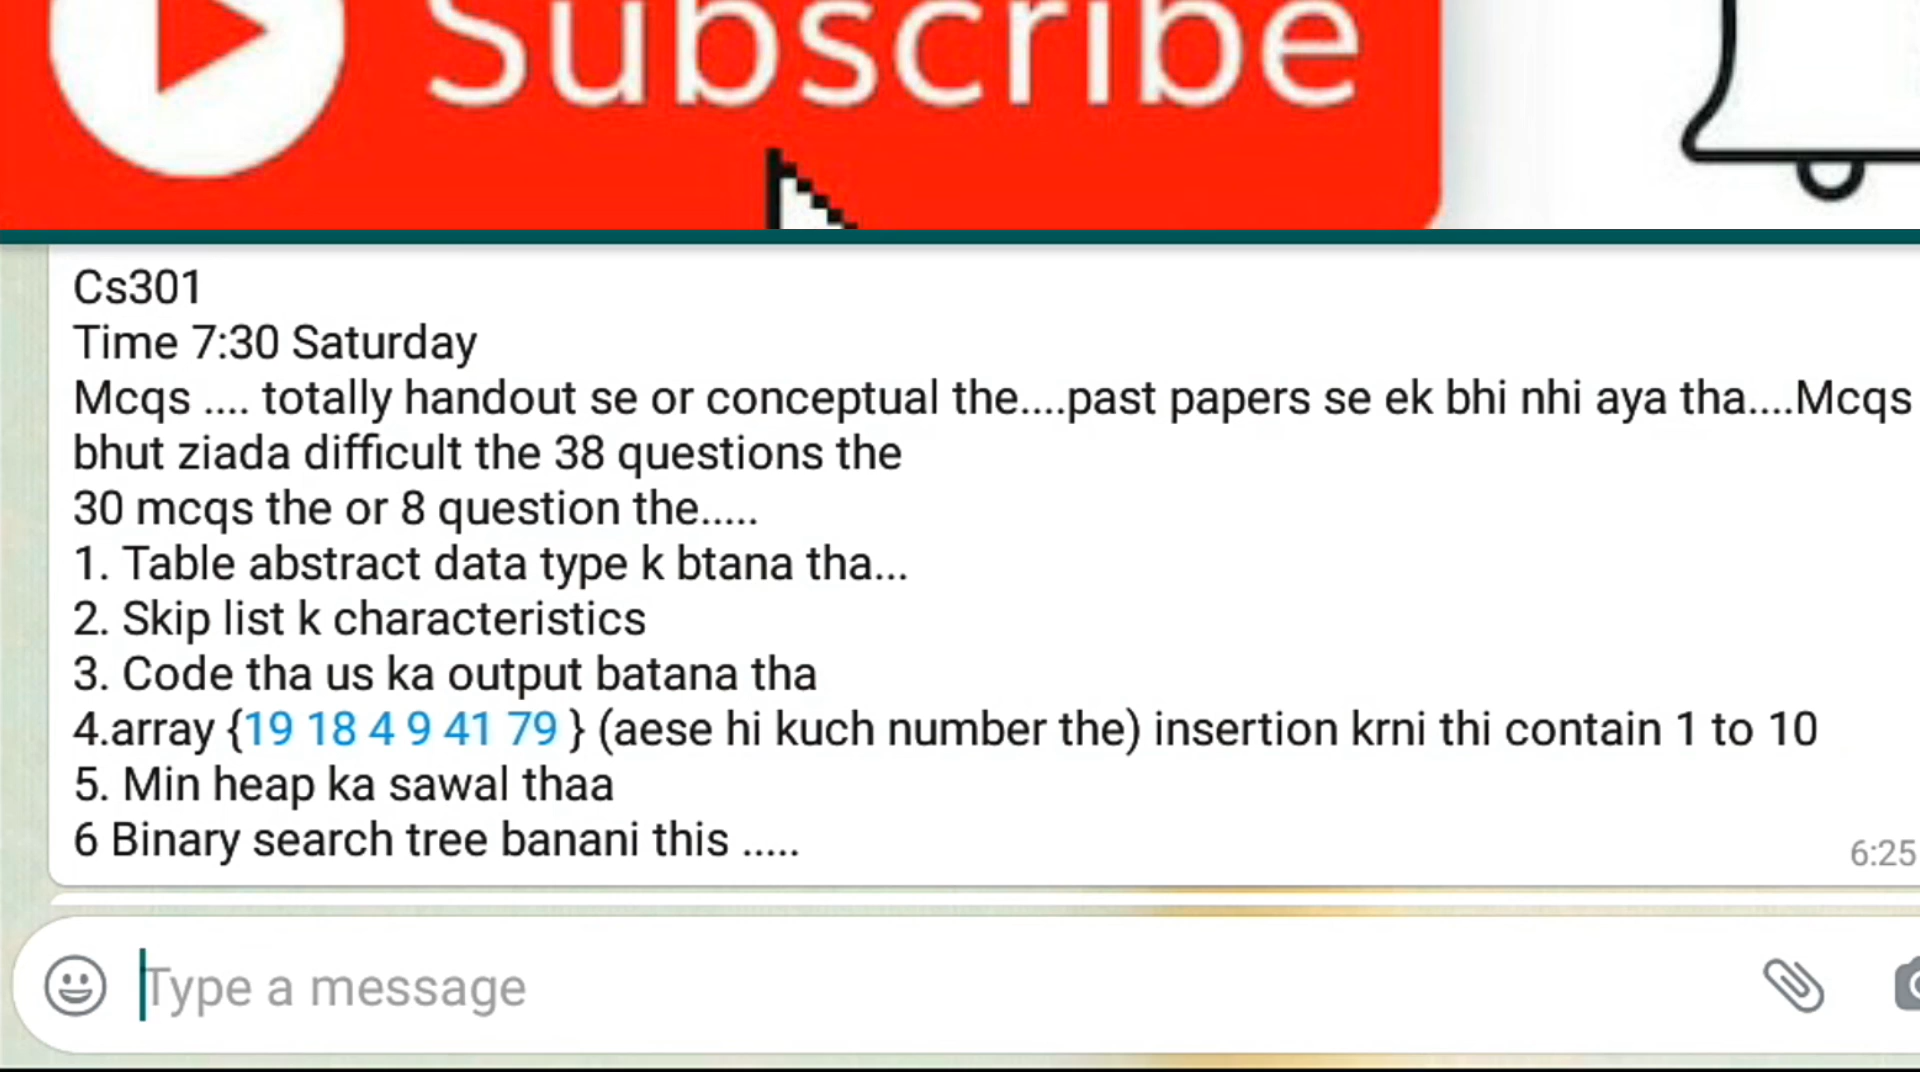 Subscribe
Cs301
Time 7:30 Saturday
Mcqs .... totally handout se or conceptual the....past papers se ek bhi nhi aya tha....Mcqs
bhut ziada difficult the 38 questions the
30 mcqs the or 8 question the.....
1. Table abstract data type k btana tha...
2. Skip list k characteristics
3. Code tha us ka output batana tha
4.array {19 18 4 9 41 79 } (aese hi kuch number the) insertion krni thi contain 1 to 10
5. Min heap ka sawal thaa
6 Binary search tree banani this .....
6:25
Type a message